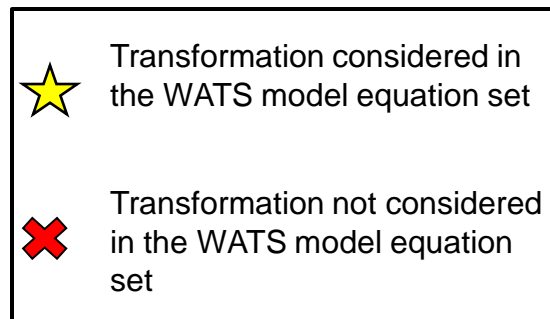 Transformation considered in
the WATS model equation set
Transformation not considered
in the WATS model equation
set